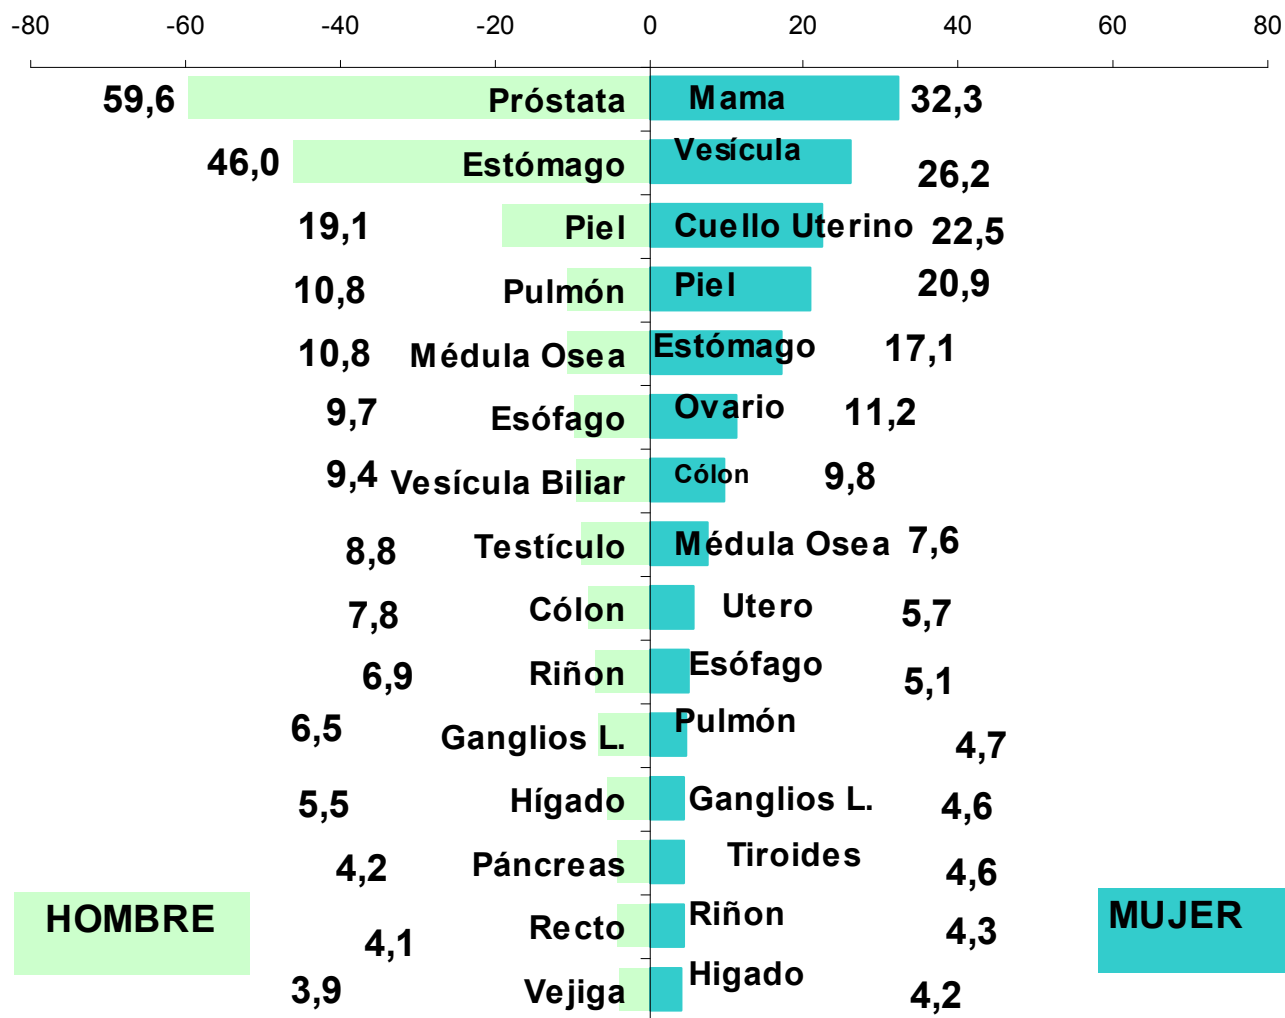 -80 -60 -40 -20 0 20 40 60 80
59,6 Próstata Mama 32,3
46,0 Estómago Vesícula 26,2
19,1 Piel Cuello Uterino 22,5
10,8 Pulmón Piel 20,9
10,8 Médula Osea Estómago 17,1
9,7 Esófago Ovario 11,2
9,4 Vesícula Biliar Cólon 9,8
8,8 Testículo Médula Osea 7,6
7,8 Cólon Utero 5,7
6,9 Riñon Esófago 5,1
6,5 Ganglios L. Pulmón 4,7
5,5 Hígado Ganglios L. 4,6
4,2 Páncreas Tiroides 4,6
HOMBRE
4,1 Recto Riñon 4,3
MUJER
3,9 Vejiga Higado 4,2